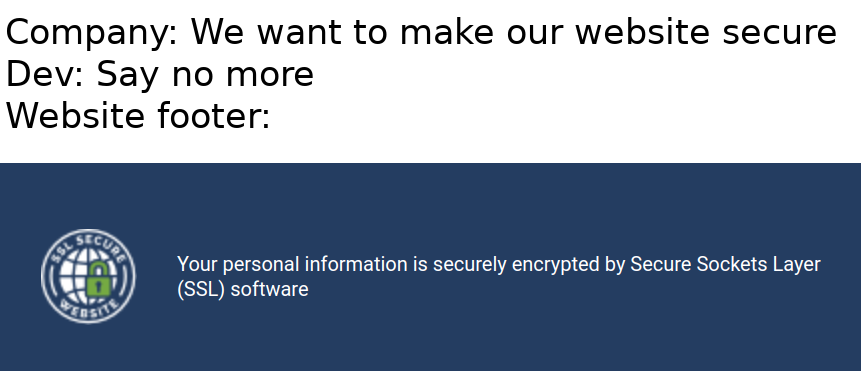 Company: We want to make our website secure
Dev: Say no more
Website footer:
SSL SECURE
WEBSITE
Your personal information is securely encrypted by Secure Sockets Layer
(SSL) software